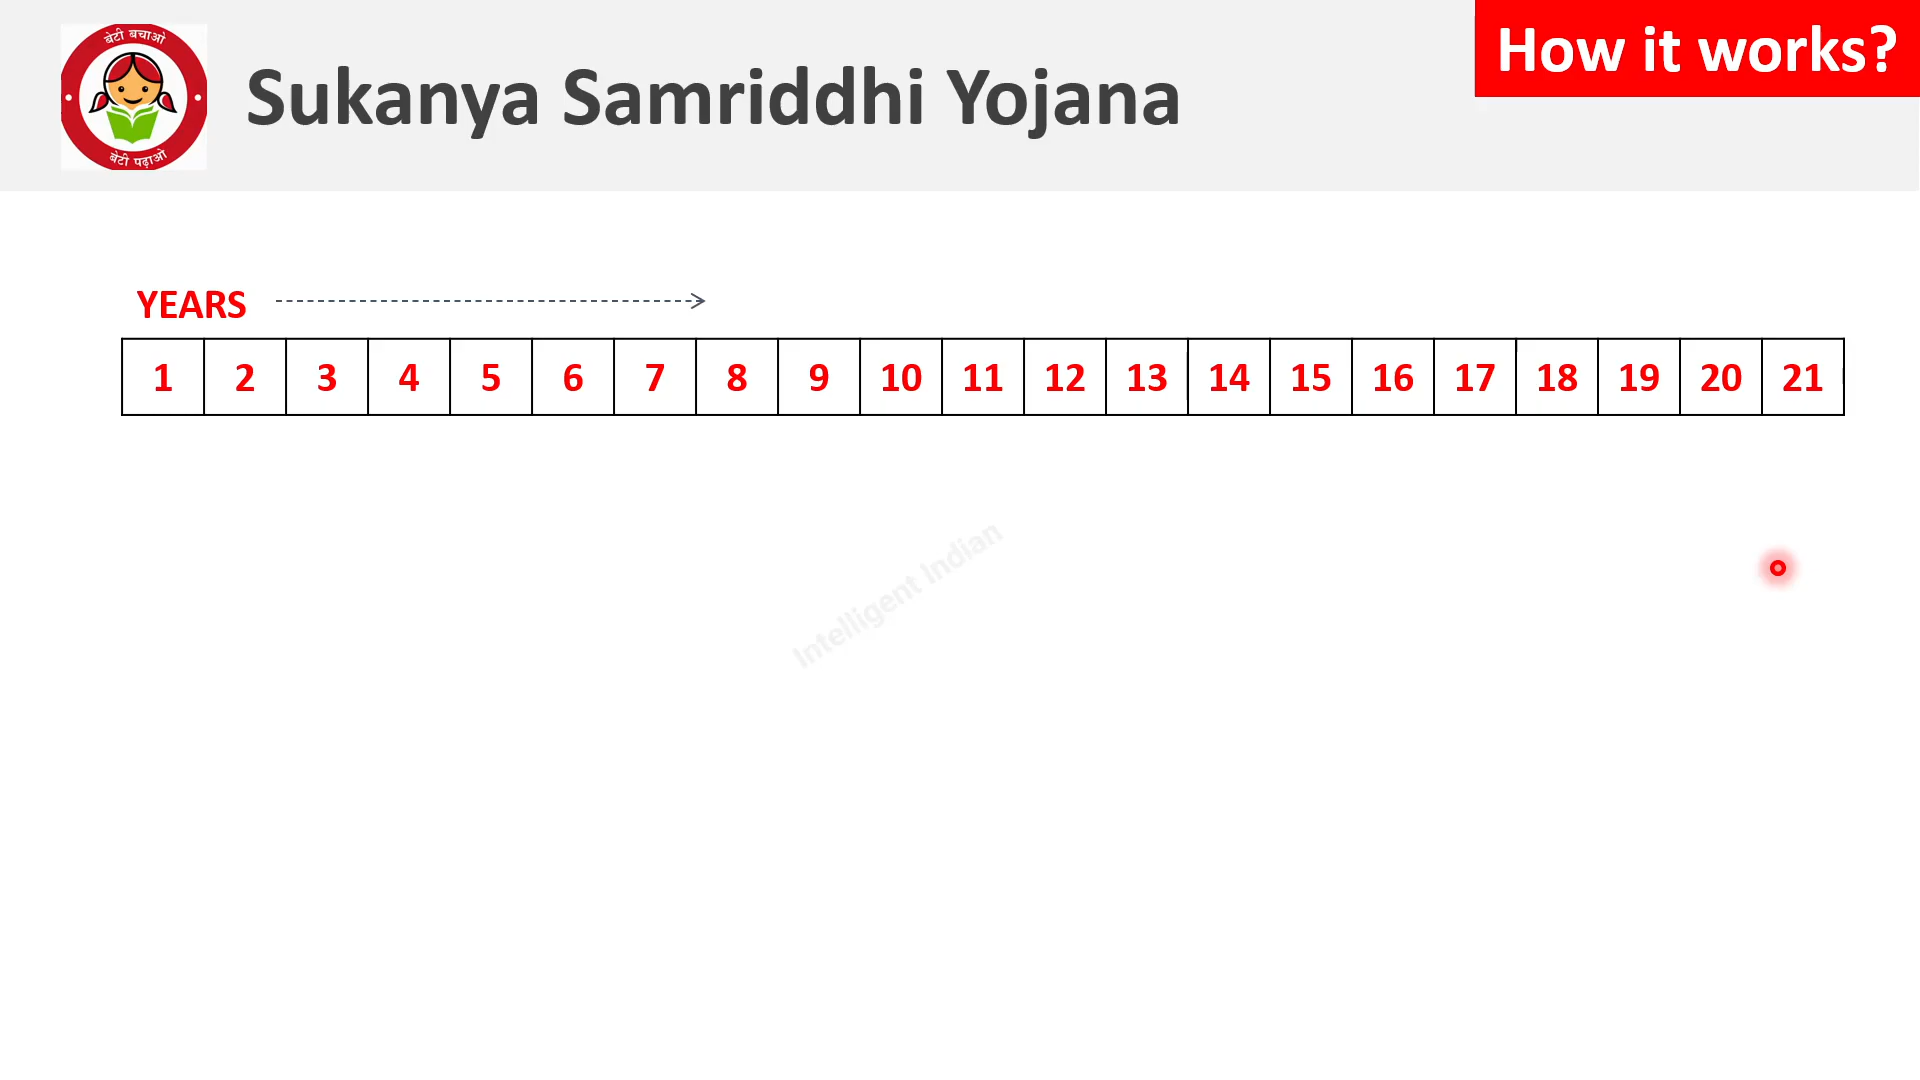 बेटी बचाओ
बेटी पढ़ाओ
Sukanya Samriddhi Yojana
How it works?
YEARS
1 2 3 4 5 6 7 8 9 10 11 12 13 14 15 16 17 18 19 20 21
Intelligent Indian